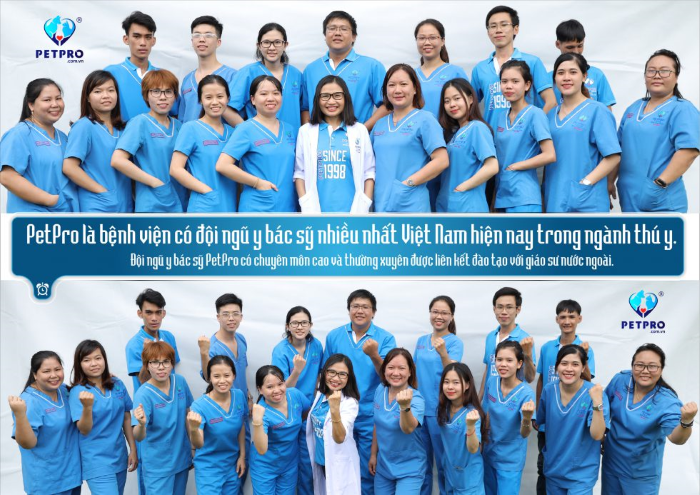 PETPRO
.com.vn
SINCE
1998
PetPro là bệnh viện có đội ngũ y bác sỹ nhiều nhất Việt Nam hiện nay trong ngành thú y.
Đội ngũ y bác sỹ PetPro có chuyên môn cao và thường xuyên được liên kết đào tạo với giáo sư nước ngoài.
PETPRO
.com.vn